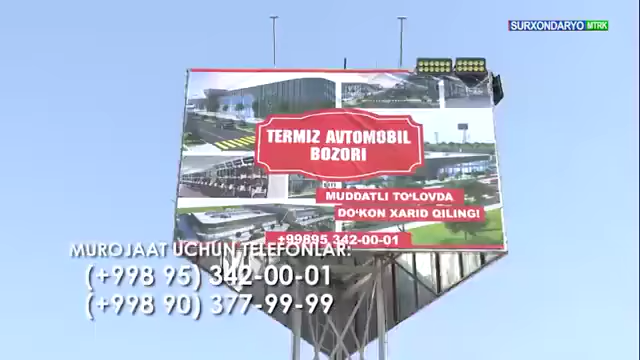 SURXONDARYO MTRK
TERMIZ AVTOMOBIL
BOZORI
MUDDATLI TO‘LOVDA
DO‘KON XARID QILING!
+99895 342-00-01
MUROJAAT UCHUN TELEFONLAR:
(+998 95) 342-00-01
(+998 90) 377-99-99